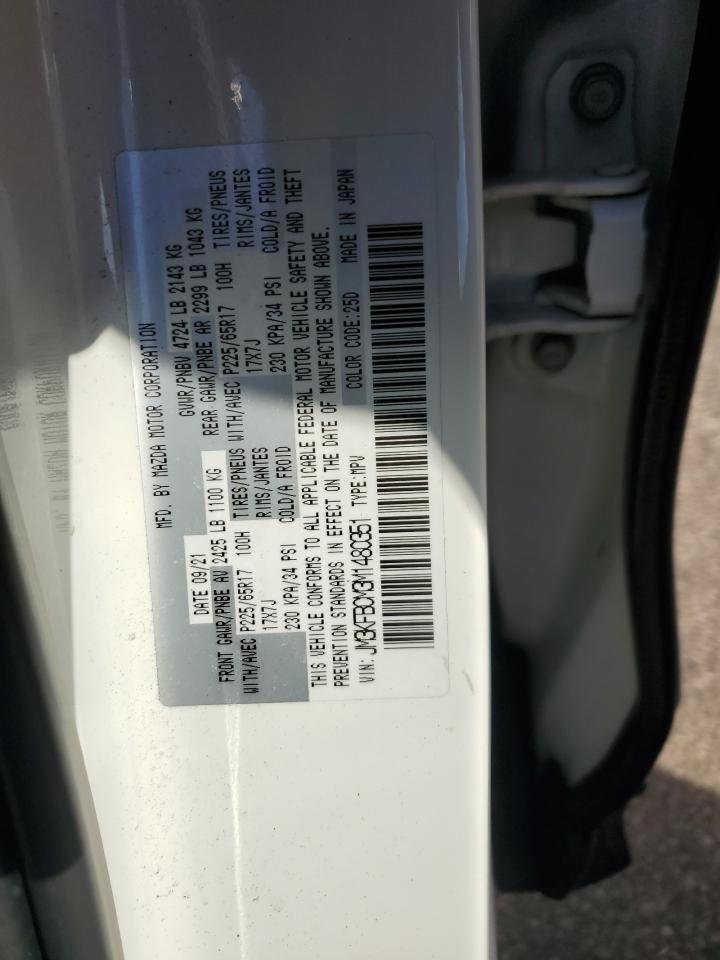 MFD. BY MAZDA MOTOR CORPORATION
DATE 09/21 GVWR/PNBV 4724 LB 2143 KG
FRONT GAWR/PNBE AV 2425 LB 1100 KG REAR GAWR/PNBE AR 2299 LB 1043 KG
WITH/AVEC P225/65R17 100H TIRES/PNEUS WITH/AVEC P225/65R17 100H TIRES/PNEUS
17X7J RIMS/JANTES 17X7J RIMS/JANTES
230 KPA/34 PSI COLD/A FROID 230 KPA/34 PSI COLD/A FROID
THIS VEHICLE CONFORMS TO ALL APPLICABLE FEDERAL MOTOR VEHICLE SAFETY AND THEFT
PREVENTION STANDARDS IN EFFECT ON THE DATE OF MANUFACTURE SHOWN ABOVE.
VIN: JM3KFBCM3M1480351 TYPE:MPV COLOR CODE:25D MADE IN JAPAN